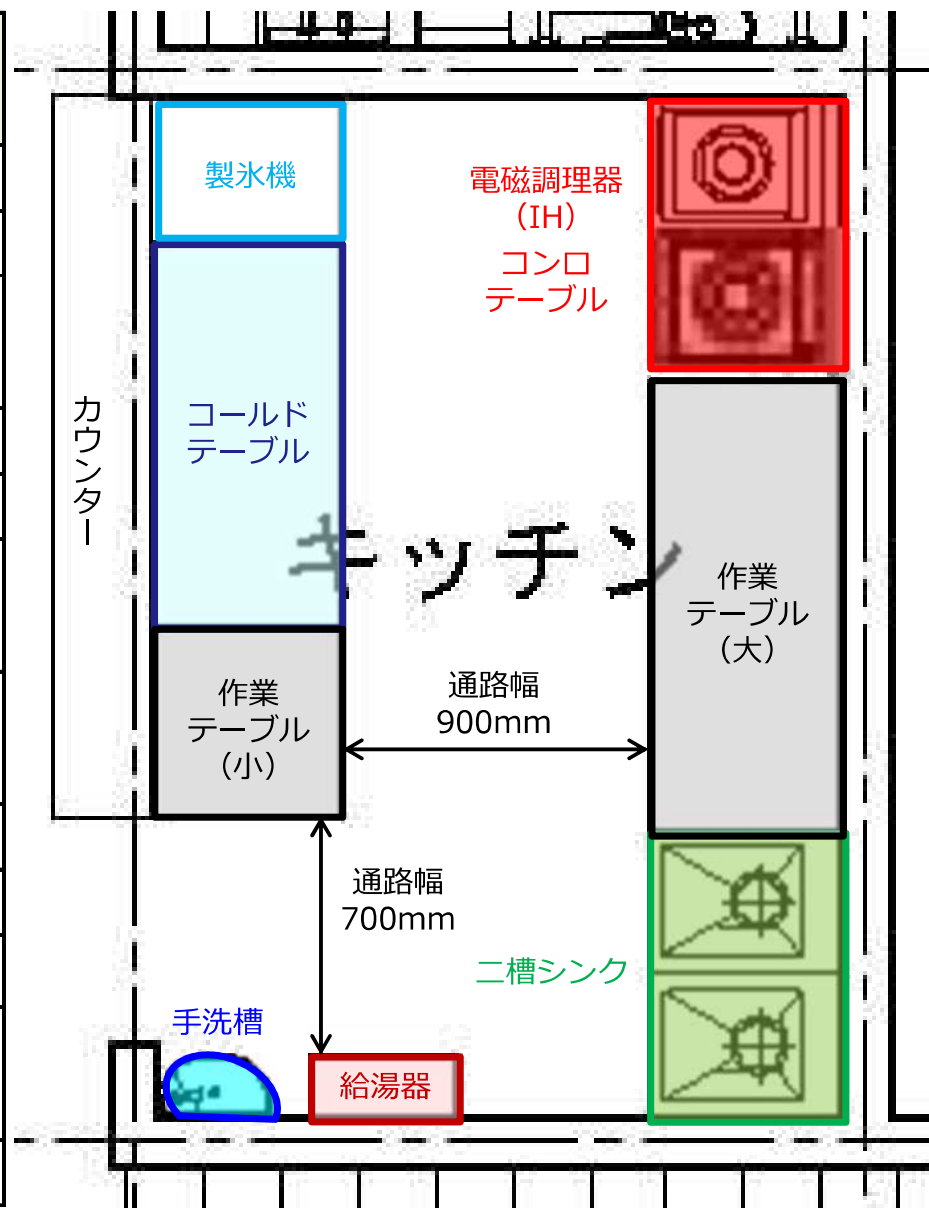 製氷機
電磁調理器
（IH）
コンロ
テーブル
コールド
テーブル
カウンター
キッチン
作業
テーブル
（大）
作業
テーブル
（小）
通路幅
900mm
通路幅
700mm
二槽シンク
手洗槽
給湯器